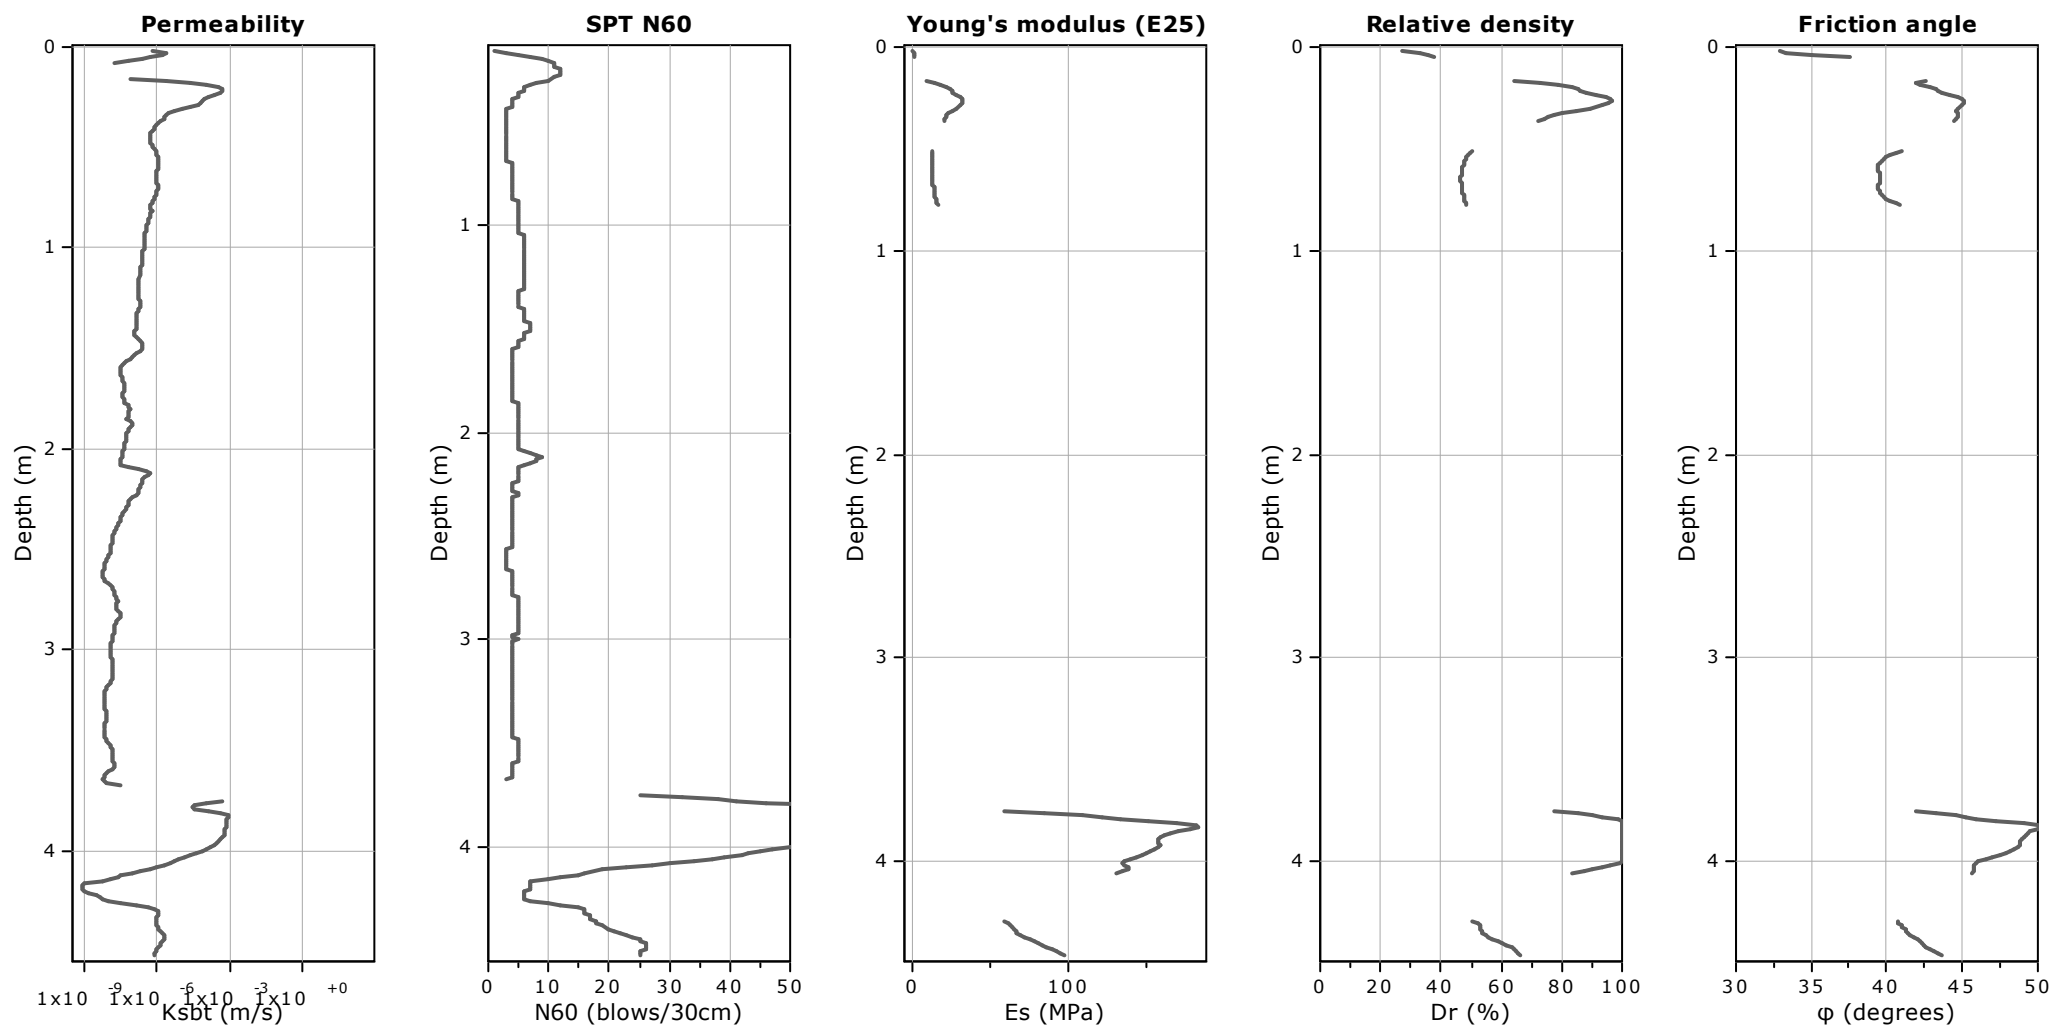 Permeability
0
1
2
3
4
Depth (m)
1x10 -9 1x10 -6 1x10 -3 1x10 +0
Ksbt (m/s)
SPT N60
1
2
3
4
Depth (m)
0 10 20 30 40 50
N60 (blows/30cm)
Young's modulus (E25)
0
1
2
3
4
Depth (m)
0 100
Es (MPa)
Relative density
0
1
2
3
4
Depth (m)
0 20 40 60 80 100
Dr (%)
Friction angle
0
1
2
3
4
Depth (m)
30 35 40 45 50
φ (degrees)